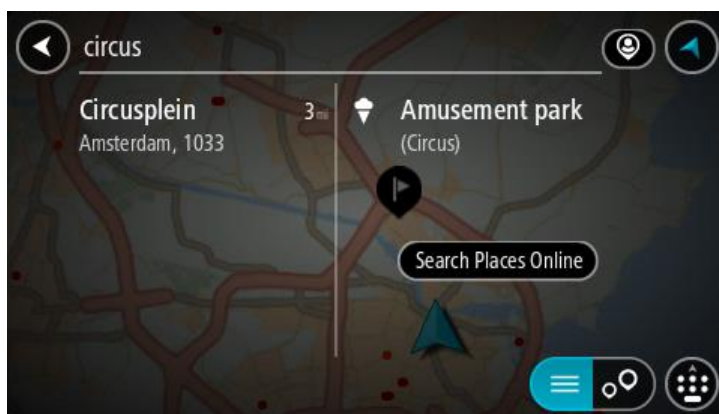 circus
Circusplein
3 mi
Amsterdam, 1033
Amusement park
(Circus)
Search Places Online